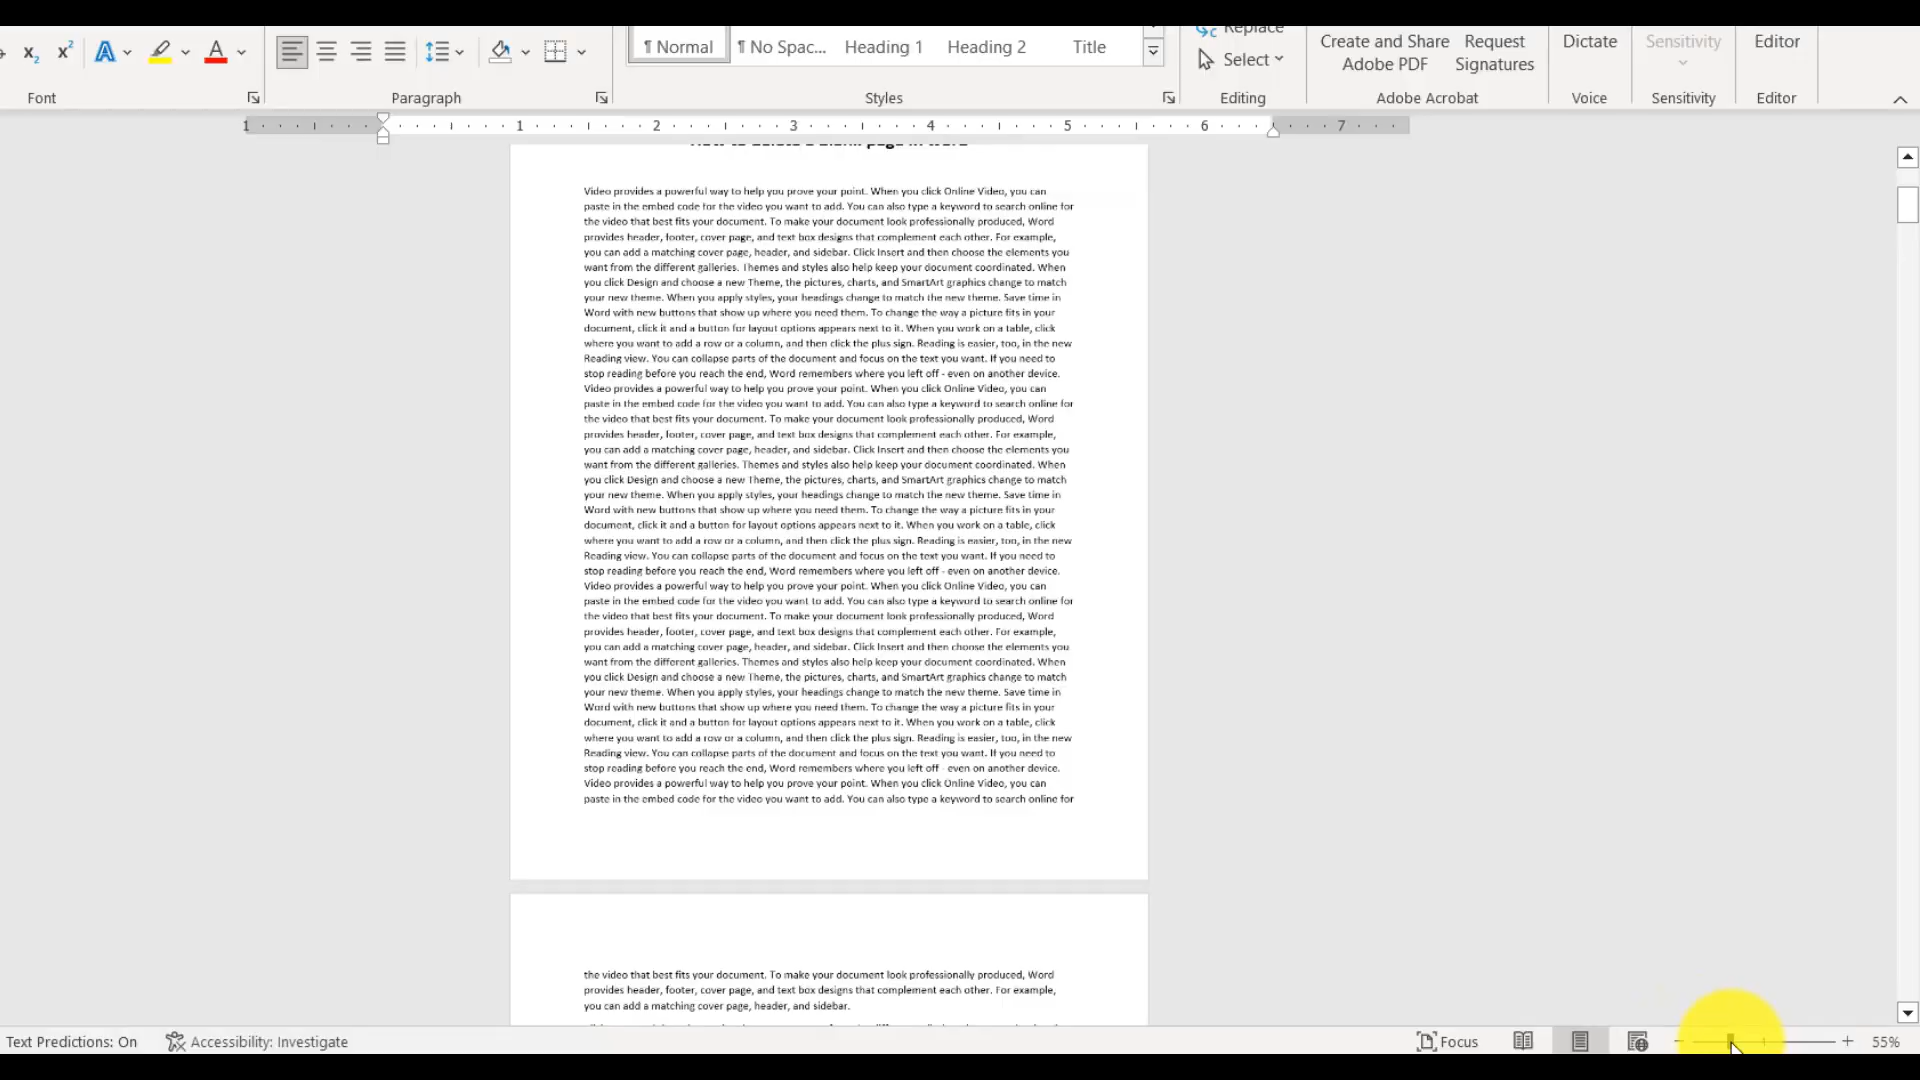 Replace
x₂ x² A A
¶ Normal ¶ No Spac... Heading 1 Heading 2 Title
Select
Create and Share Adobe PDF
Request Signatures
Dictate
Sensitivity
Editor
Font Paragraph Styles Editing Adobe Acrobat Voice Sensitivity Editor
1 1 2 3 4 5 6 7
How to delete a blank page in Word
Video provides a powerful way to help you prove your point. When you click Online Video, you can
paste in the embed code for the video you want to add. You can also type a keyword to search online for
the video that best fits your document. To make your document look professionally produced, Word
provides header, footer, cover page, and text box designs that complement each other. For example,
you can add a matching cover page, header, and sidebar. Click Insert and then choose the elements you
want from the different galleries. Themes and styles also help keep your document coordinated. When
you click Design and choose a new Theme, the pictures, charts, and SmartArt graphics change to match
your new theme. When you apply styles, your headings change to match the new theme. Save time in
Word with new buttons that show up where you need them. To change the way a picture fits in your
document, click it and a button for layout options appears next to it. When you work on a table, click
where you want to add a row or a column, and then click the plus sign. Reading is easier, too, in the new
Reading view. You can collapse parts of the document and focus on the text you want. If you need to
stop reading before you reach the end, Word remembers where you left off - even on another device.
Video provides a powerful way to help you prove your point. When you click Online Video, you can
paste in the embed code for the video you want to add. You can also type a keyword to search online for
the video that best fits your document. To make your document look professionally produced, Word
provides header, footer, cover page, and text box designs that complement each other. For example,
you can add a matching cover page, header, and sidebar. Click Insert and then choose the elements you
want from the different galleries. Themes and styles also help keep your document coordinated. When
you click Design and choose a new Theme, the pictures, charts, and SmartArt graphics change to match
your new theme. When you apply styles, your headings change to match the new theme. Save time in
Word with new buttons that show up where you need them. To change the way a picture fits in your
document, click it and a button for layout options appears next to it. When you work on a table, click
where you want to add a row or a column, and then click the plus sign. Reading is easier, too, in the new
Reading view. You can collapse parts of the document and focus on the text you want. If you need to
stop reading before you reach the end, Word remembers where you left off - even on another device.
Video provides a powerful way to help you prove your point. When you click Online Video, you can
paste in the embed code for the video you want to add. You can also type a keyword to search online for
the video that best fits your document. To make your document look professionally produced, Word
provides header, footer, cover page, and text box designs that complement each other. For example,
you can add a matching cover page, header, and sidebar. Click Insert and then choose the elements you
want from the different galleries. Themes and styles also help keep your document coordinated. When
you click Design and choose a new Theme, the pictures, charts, and SmartArt graphics change to match
your new theme. When you apply styles, your headings change to match the new theme. Save time in
Word with new buttons that show up where you need them. To change the way a picture fits in your
document, click it and a button for layout options appears next to it. When you work on a table, click
where you want to add a row or a column, and then click the plus sign. Reading is easier, too, in the new
Reading view. You can collapse parts of the document and focus on the text you want. If you need to
stop reading before you reach the end, Word remembers where you left off - even on another device.
Video provides a powerful way to help you prove your point. When you click Online Video, you can
paste in the embed code for the video you want to add. You can also type a keyword to search online for
the video that best fits your document. To make your document look professionally produced, Word
provides header, footer, cover page, and text box designs that complement each other. For example,
you can add a matching cover page, header, and sidebar.
Text Predictions: On Accessibility: Investigate Focus 55%